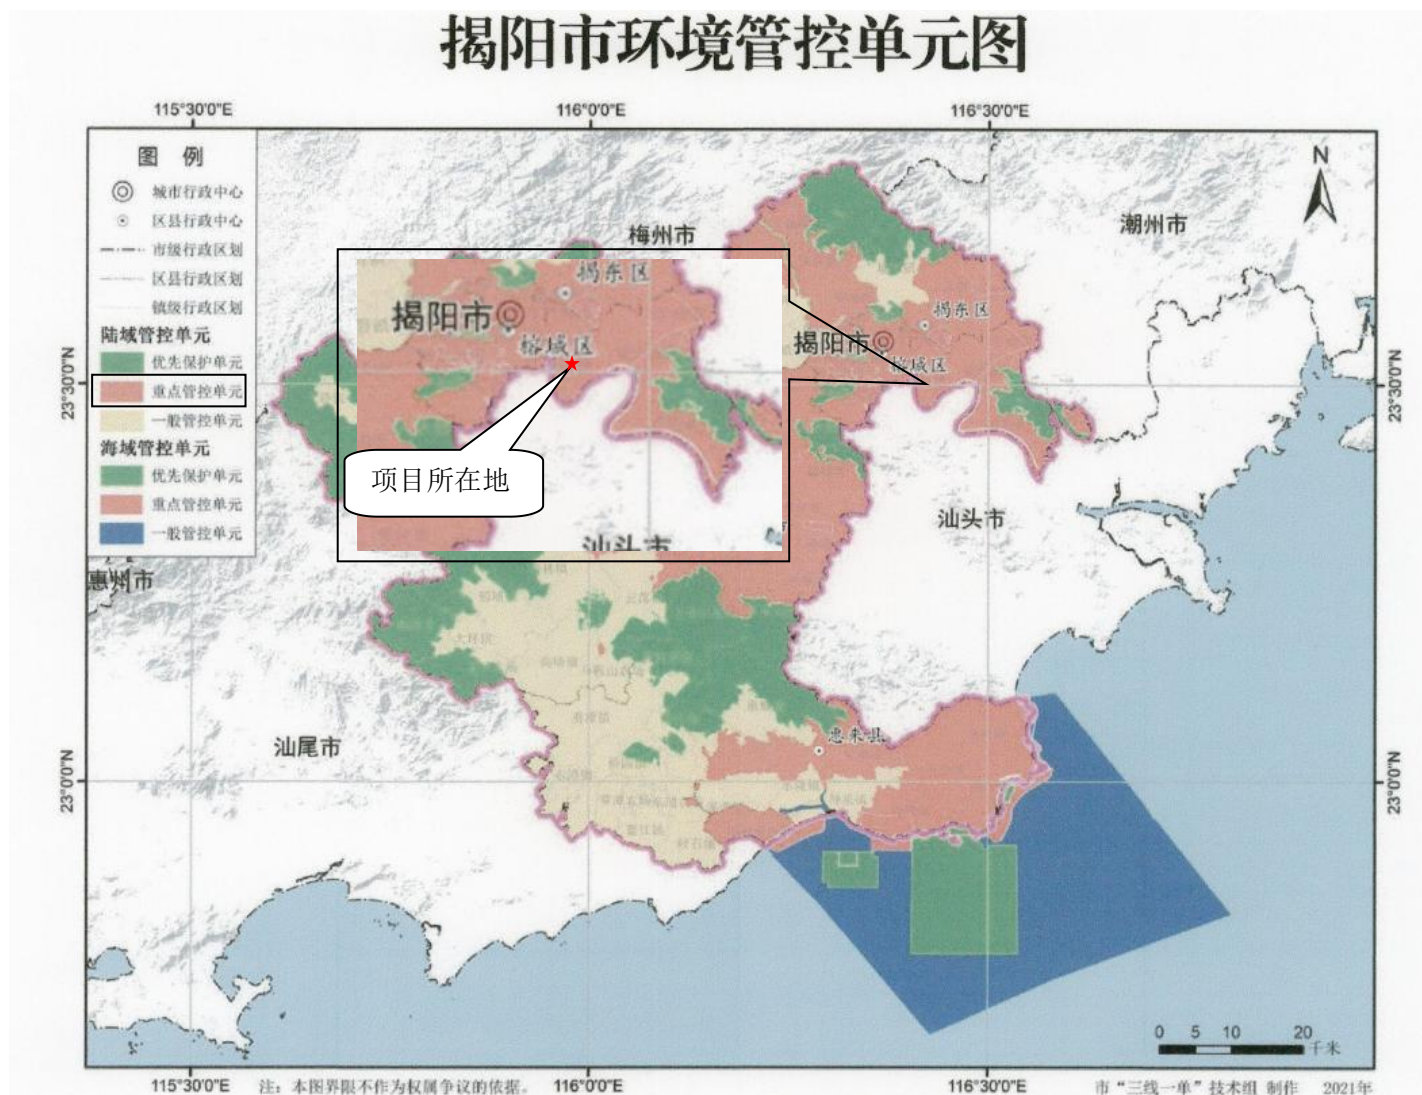 揭阳市环境管控单元图
115°30'0"E
116°0'0"E
116°30'0"E
图 例
城市行政中心
区县行政中心
市级行政区划
区县行政区划
镇级行政区划
陆域管控单元
优先保护单元
重点管控单元
一般管控单元
海域管控单元
优先保护单元
重点管控单元
一般管控单元
N
梅州市
潮州市
揭东区
揭阳市
榕城区
揭东区
揭阳市
榕城区
项目所在地
汕头市
汕头市
惠州市
汕尾市
惠来县
23°30'0"N
23°30'0"N
23°0'0"N
23°0'0"N
0 5 10 20
千米
115°30'0"E
116°0'0"E
116°30'0"E
注：本图界限不作为权属争议的依据。
市“三线一单”技术组 制作 2021年